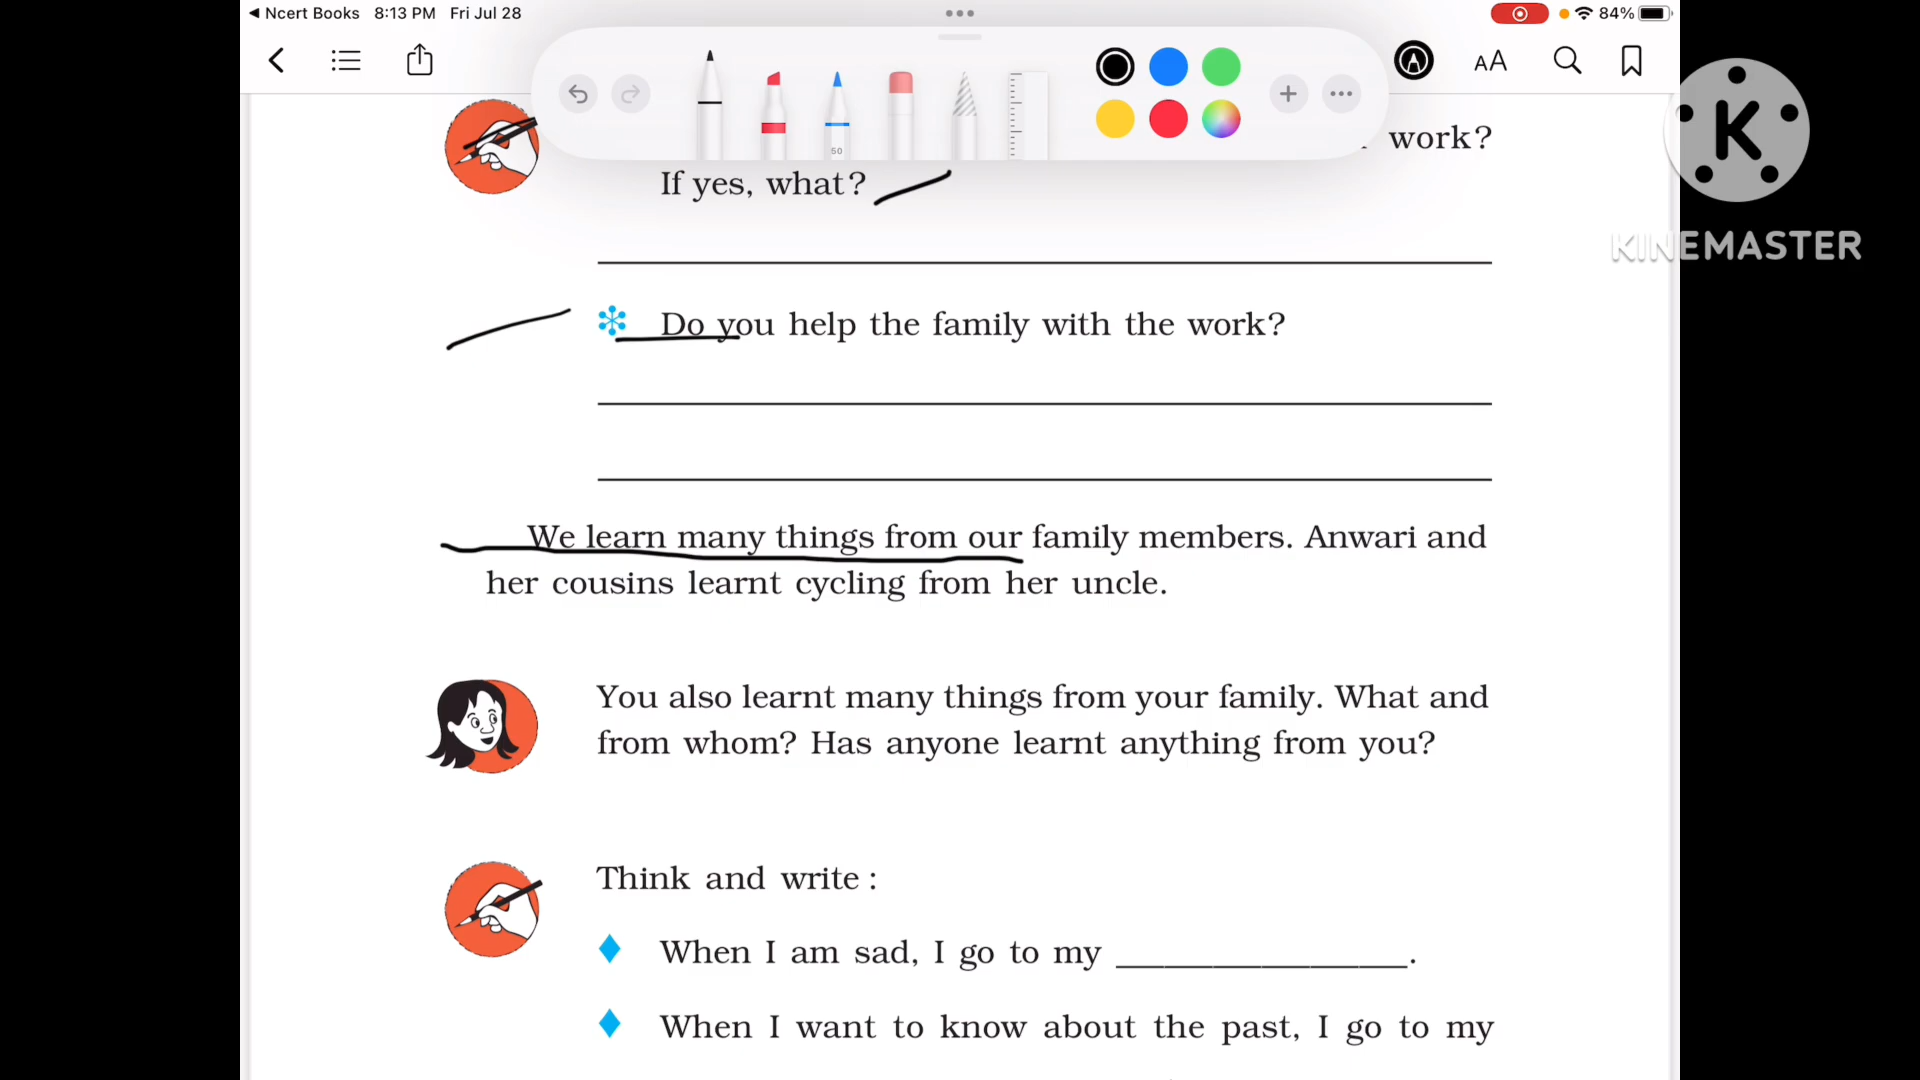 Ncert Books 8:13 PM Fri Jul 28
84%
AA
50
work?
If yes, what?
K
KINEMASTER
Do you help the family with the work?
We learn many things from our family members. Anwari and
her cousins learnt cycling from her uncle.
You also learnt many things from your family. What and
from whom? Has anyone learnt anything from you?
Think and write :
When I am sad, I go to my ________________.
When I want to know about the past, I go to my